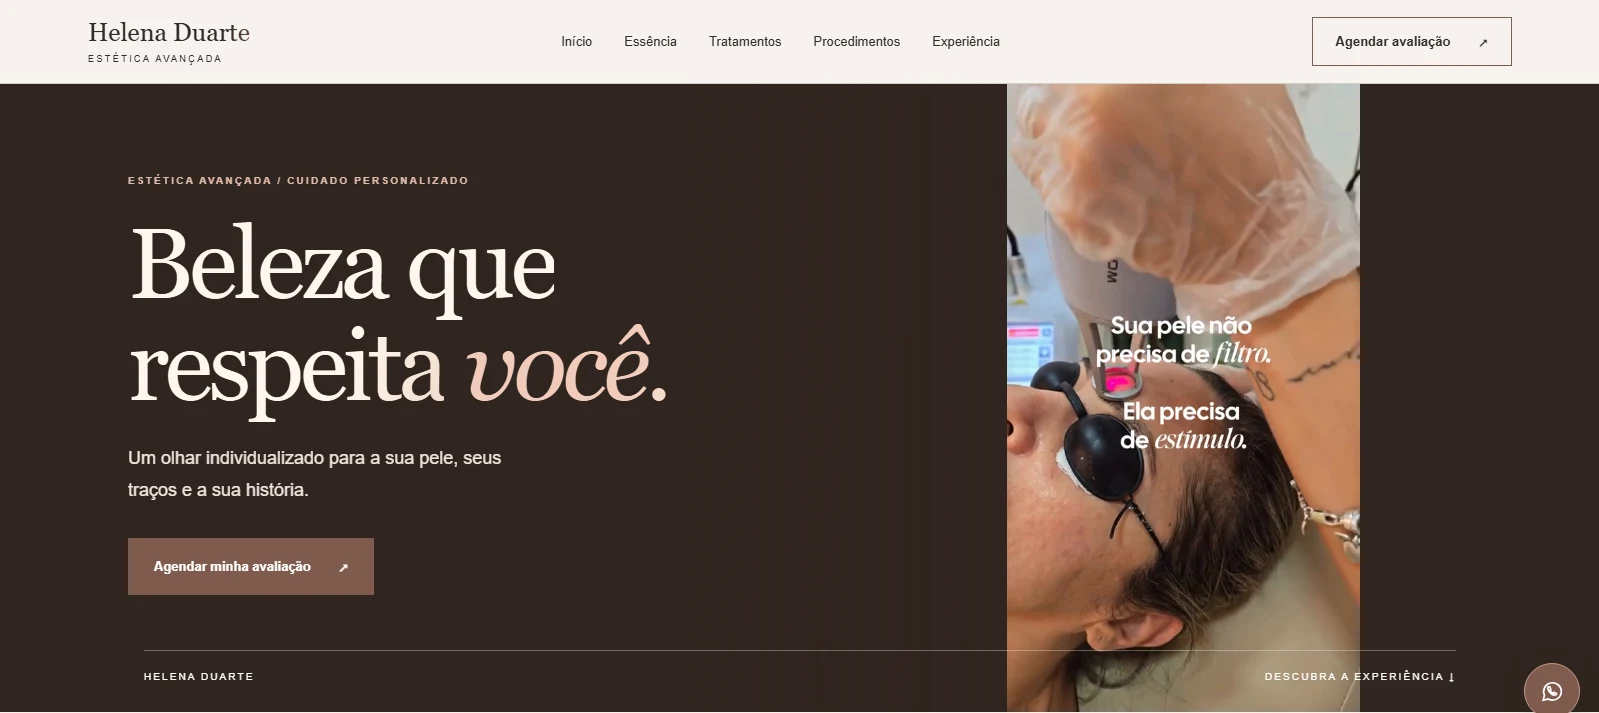 Helena Duarte
ESTÉTICA AVANÇADA
Início Essência Tratamentos Procedimentos Experiência
Agendar avaliação ↗
ESTÉTICA AVANÇADA / CUIDADO PERSONALIZADO
Beleza que
respeita você.
Um olhar individualizado para a sua pele, seus
traços e a sua história.
Agendar minha avaliação ↗
Sua pele não
precisa de filtro.
Ela precisa
de estímulo.
HELENA DUARTE
DESCUBRA A EXPERIÊNCIA ↓